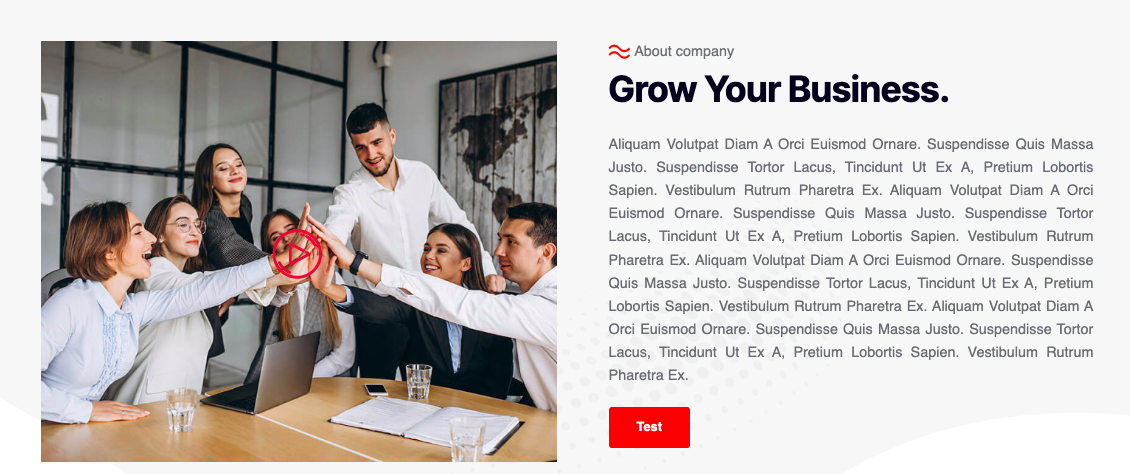 About company
Grow Your Business.
Aliquam Volutpat Diam A Orci Euismod Ornare. Suspendisse Quis Massa
Justo. Suspendisse Tortor Lacus, Tincidunt Ut Ex A, Pretium Lobortis
Sapien. Vestibulum Rutrum Pharetra Ex. Aliquam Volutpat Diam A Orci
Euismod Ornare. Suspendisse Quis Massa Justo. Suspendisse Tortor
Lacus, Tincidunt Ut Ex A, Pretium Lobortis Sapien. Vestibulum Rutrum
Pharetra Ex. Aliquam Volutpat Diam A Orci Euismod Ornare. Suspendisse
Quis Massa Justo. Suspendisse Tortor Lacus, Tincidunt Ut Ex A, Pretium
Lobortis Sapien. Vestibulum Rutrum Pharetra Ex. Aliquam Volutpat Diam A
Orci Euismod Ornare. Suspendisse Quis Massa Justo. Suspendisse Tortor
Lacus, Tincidunt Ut Ex A, Pretium Lobortis Sapien. Vestibulum Rutrum
Pharetra Ex.
Test